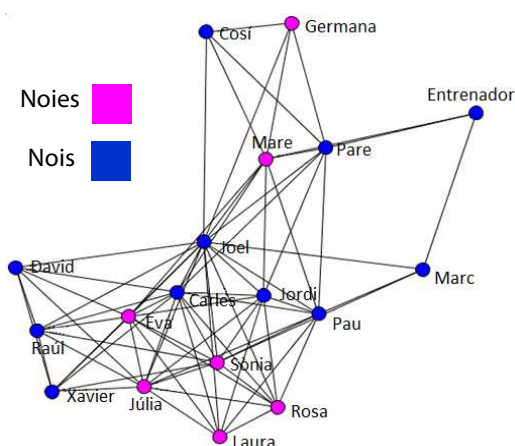 Cosí
Germana
Noies
Entrenador
Mare
Pare
Nois
Joel
David
Marc
Carles
Jordi
Eva
Pau
Raúl
Sònia
Xavier
Júlia
Rosa
Laura